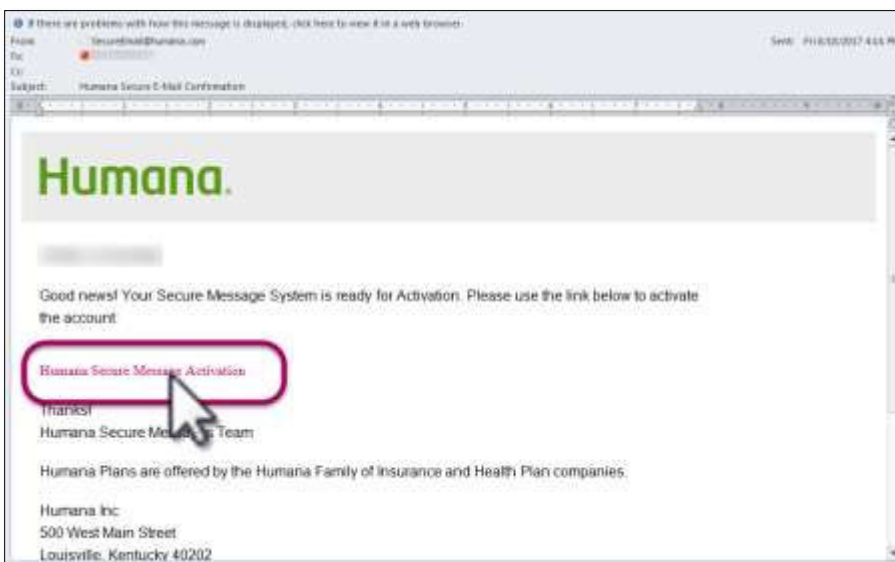 If there are problems with how this message is displayed, click here to view it in a web browser.
From: SecureEmail@humana.com
Sent: Fri
To:
Cc:
Subject: Humana Secure E-Mail Confirmation
Humana.
Good news! Your Secure Message System is ready for Activation. Please use the link below to activate
the account
Humana Secure Message Activation
Thanks!
Humana Secure Team
Humana Plans are offered by the Humana Family of Insurance and Health Plan companies.
Humana Inc
500 West Main Street
Louisville, Kentucky 40202